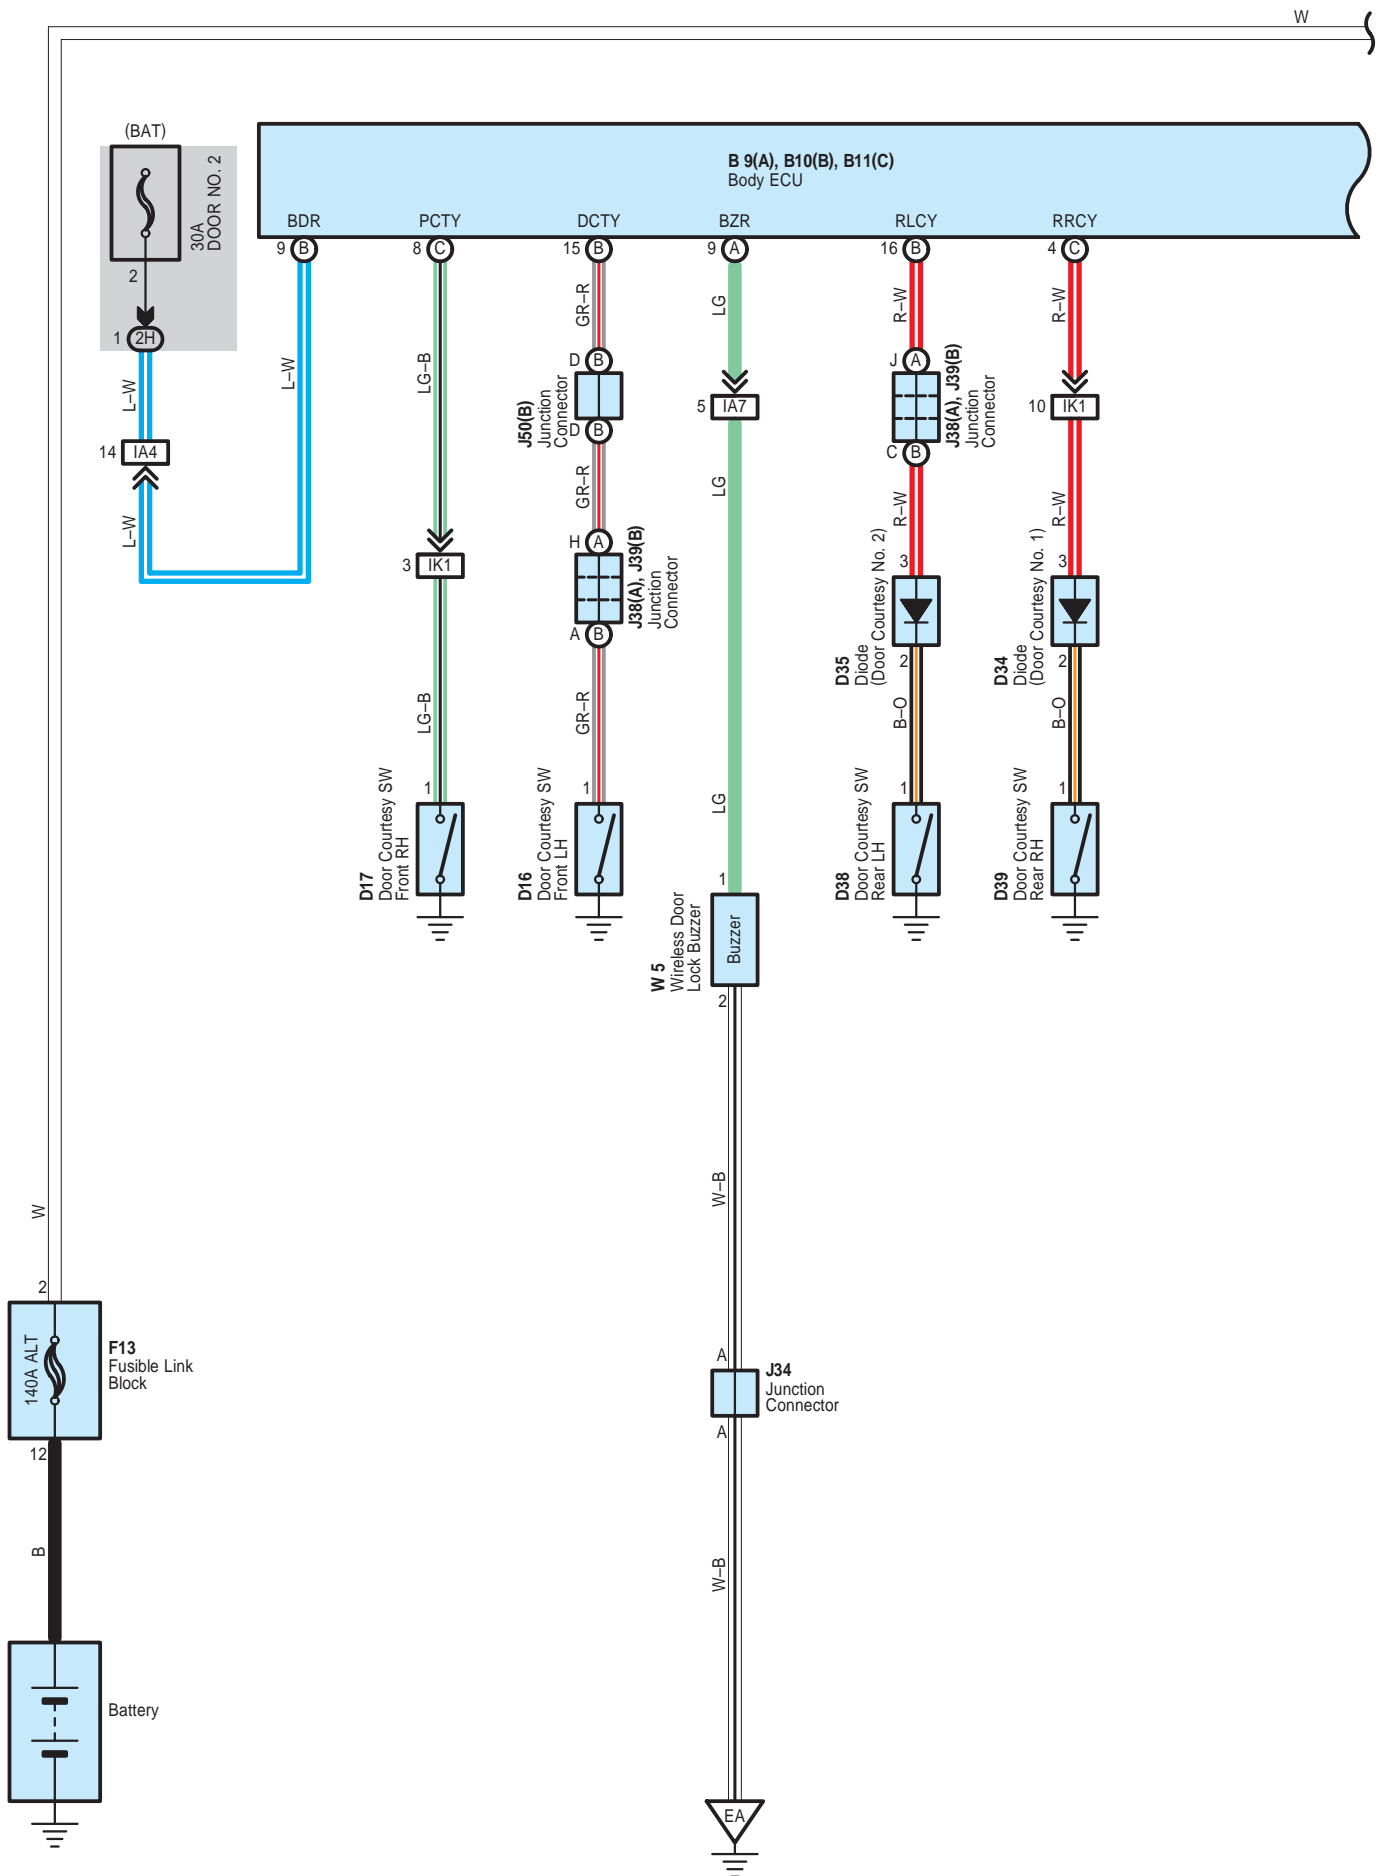 W
(BAT)
30A
DOOR NO. 2
2
1 2H
L–W
14 IA4
L–W
B 9(A), B10(B), B11(C)
Body ECU
BDR
PCTY
DCTY
BZR
RLCY
RRCY
9 B
8 C
15 B
9 A
16 B
4 C
L–W
LG–B
3 IK1
LG–B
1
D17
Door Courtesy SW
Front RH
GR–R
D B
J50(B)
Junction
Connector
D B
GR–R
H A
J38(A), J39(B)
Junction
Connector
A B
GR–R
1
D16
Door Courtesy SW
Front LH
LG
5 IA7
LG
LG
1
W 5
Wireless Door
Lock Buzzer
Buzzer
2
W–B
A
J34
Junction
Connector
A
W–B
EA
R–W
J A
J38(A), J39(B)
Junction
Connector
C B
R–W
3
D35
Diode
(Door Courtesy No. 2)
2
B–O
1
D38
Door Courtesy SW
Rear LH
R–W
10 IK1
R–W
3
D34
Diode
(Door Courtesy No. 1)
2
B–O
1
D39
Door Courtesy SW
Rear RH
W
2
140A ALT
F13
Fusible Link
Block
12
B
Battery